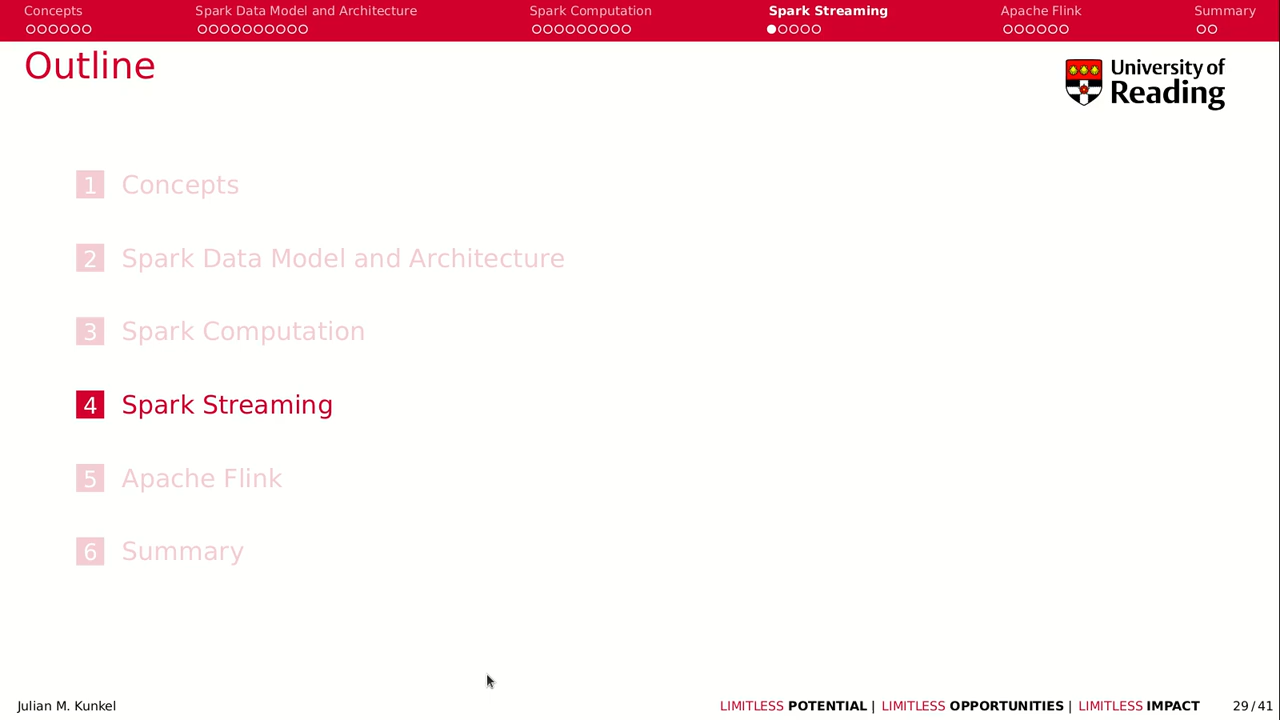 Concepts Spark Data Model and Architecture Spark Computation Spark Streaming Apache Flink Summary
Outline
University of
Reading
1 Concepts
2 Spark Data Model and Architecture
3 Spark Computation
4 Spark Streaming
5 Apache Flink
6 Summary
Julian M. Kunkel LIMITLESS POTENTIAL | LIMITLESS OPPORTUNITIES | LIMITLESS IMPACT 29/41